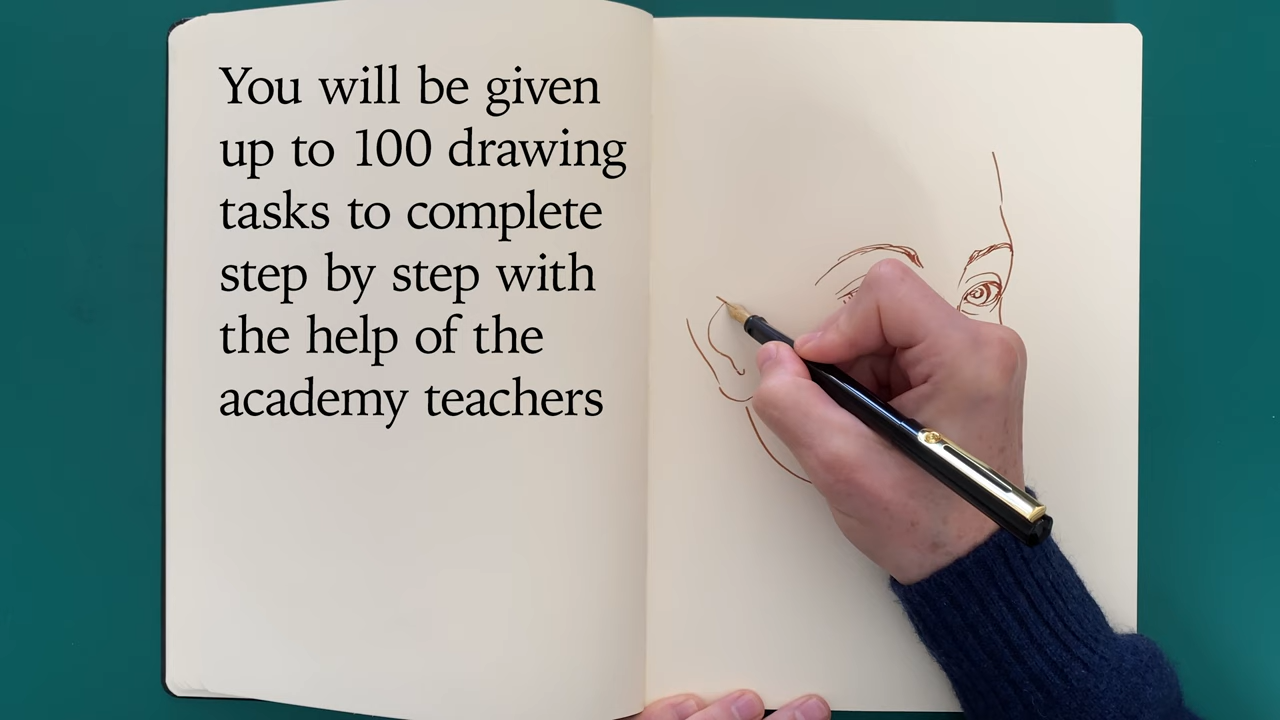 You will be given
up to 100 drawing
tasks to complete
step by step with
the help of the
academy teachers